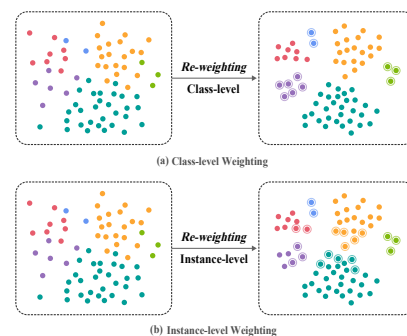 Re-weighting
Class-level
(a) Class-level Weighting
Re-weighting
Instance-level
(b) Instance-level Weighting